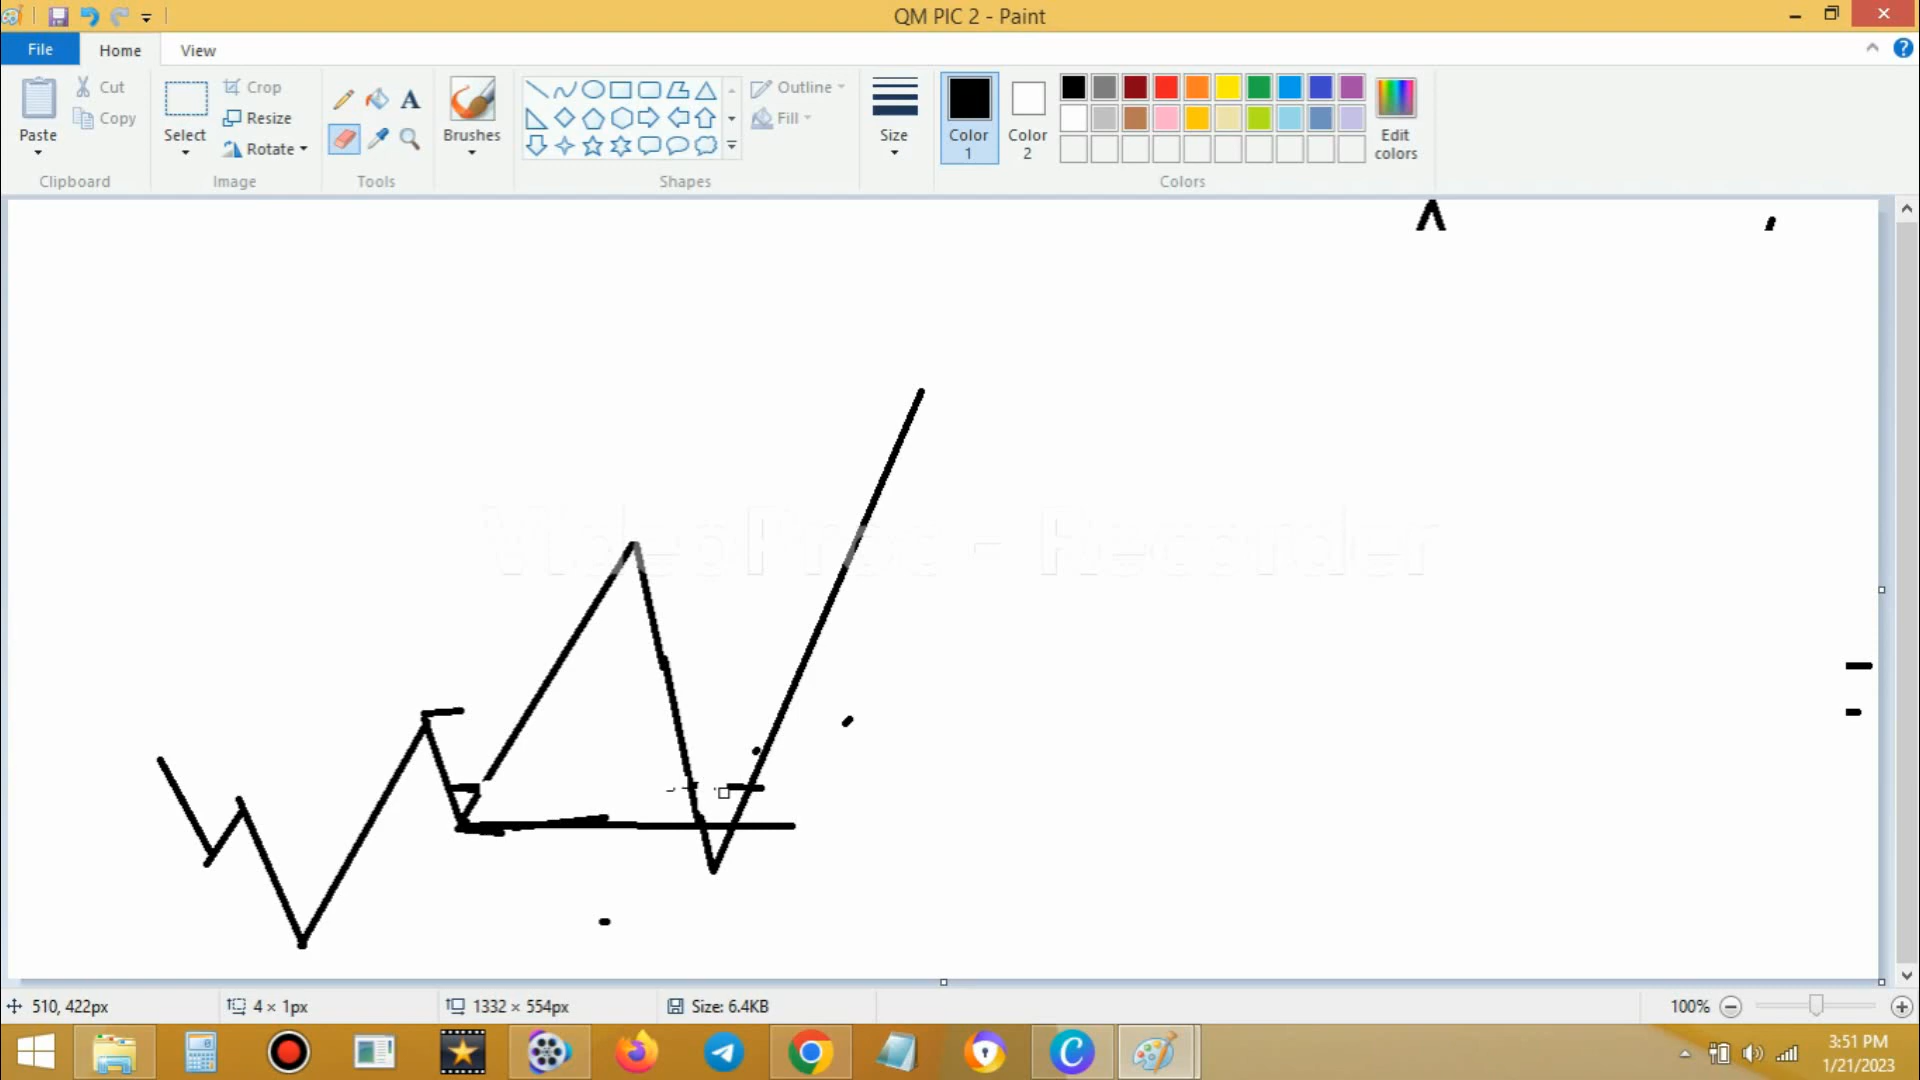 QM PIC 2 - Paint
File Home View
Paste Cut Copy
Clipboard
Select Crop Resize Rotate
Image
A
Tools
Brushes
Shapes
Outline Fill
Size
Color 1
Color 2
Edit colors
Colors
VideoProc - Recorder
510, 422px 4 × 1px 1332 × 554px Size: 6.4KB 100%
3:51 PM
1/21/2023